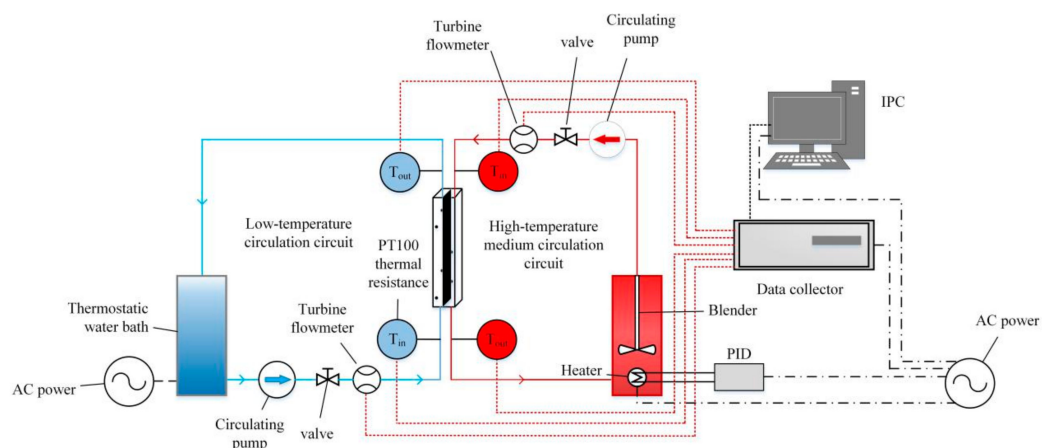 Turbine
flowmeter
valve
Circulating
pump
IPC
Tout
Tin
Low-temperature
circulation circuit
PT100
thermal
resistance
High-temperature
medium circulation
circuit
Data collector
Thermostatic
water bath
Turbine
flowmeter
Blender
AC power
Tin
Tout
PID
Heater
AC power
Circulating
pump
valve